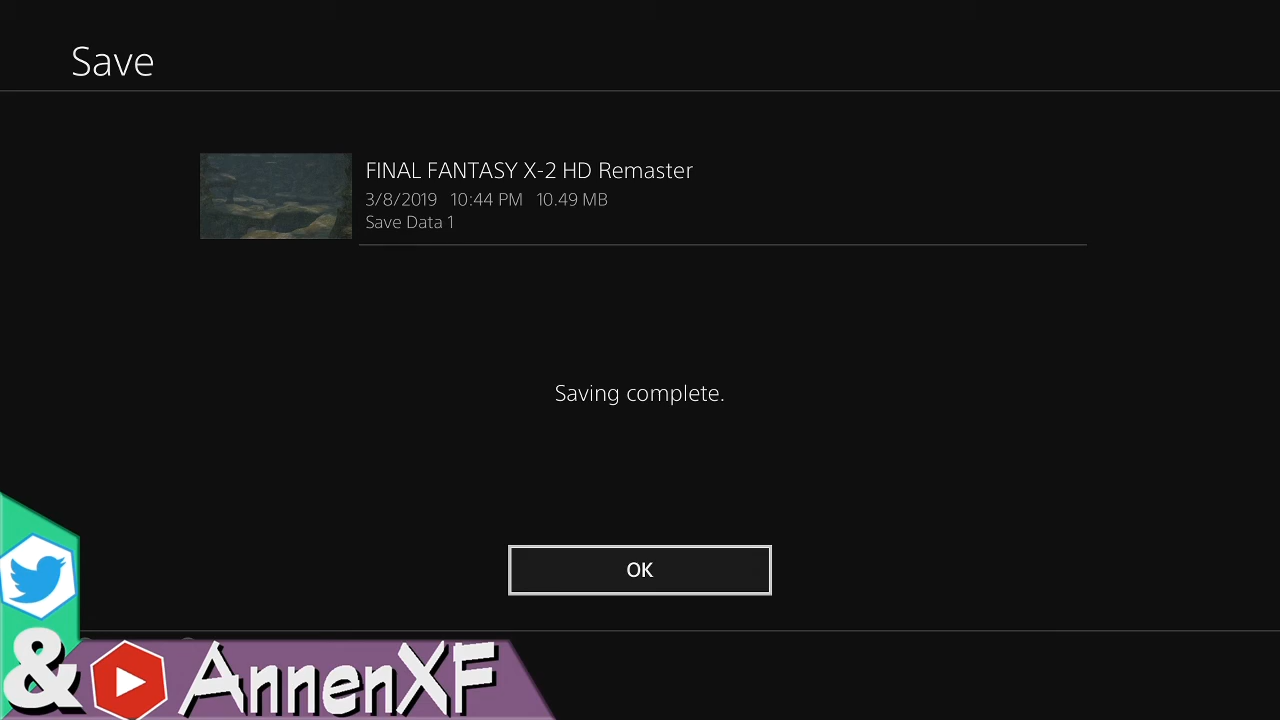 Save
FINAL FANTASY X-2 HD Remaster
3/8/2019 10:44 PM 10.49 MB
Save Data 1
Saving complete.
OK
& AnnenXF